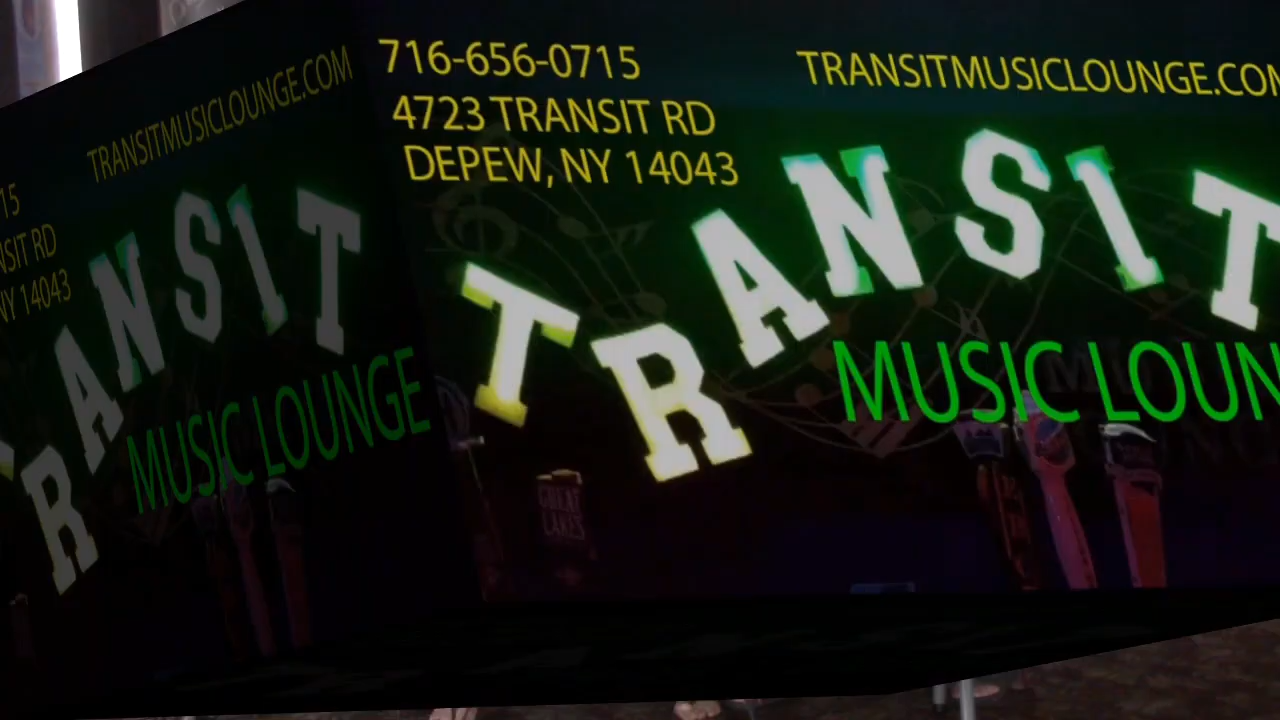 TRANSITMUSICLOUNGE.COM
15
NSIT RD
NY 14043
TRANSIT
MUSIC LOUNGE
716-656-0715
4723 TRANSIT RD
DEPEW, NY 14043
TRANSITMUSICLOUNGE.COM
TRANSIT
MUSIC LOUN
GREAT
LAKES